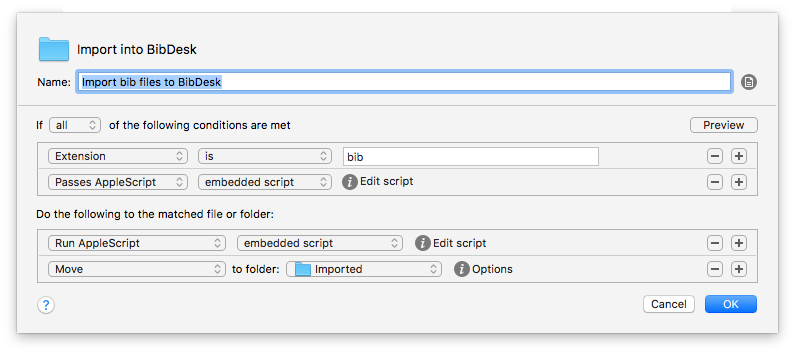 Import into BibDesk
Name: Import bib files to BibDesk
If all of the following conditions are met Preview
Extension is bib
Passes AppleScript embedded script i Edit script
Do the following to the matched file or folder:
Run AppleScript embedded script i Edit script
Move to folder: Imported i Options
? Cancel OK